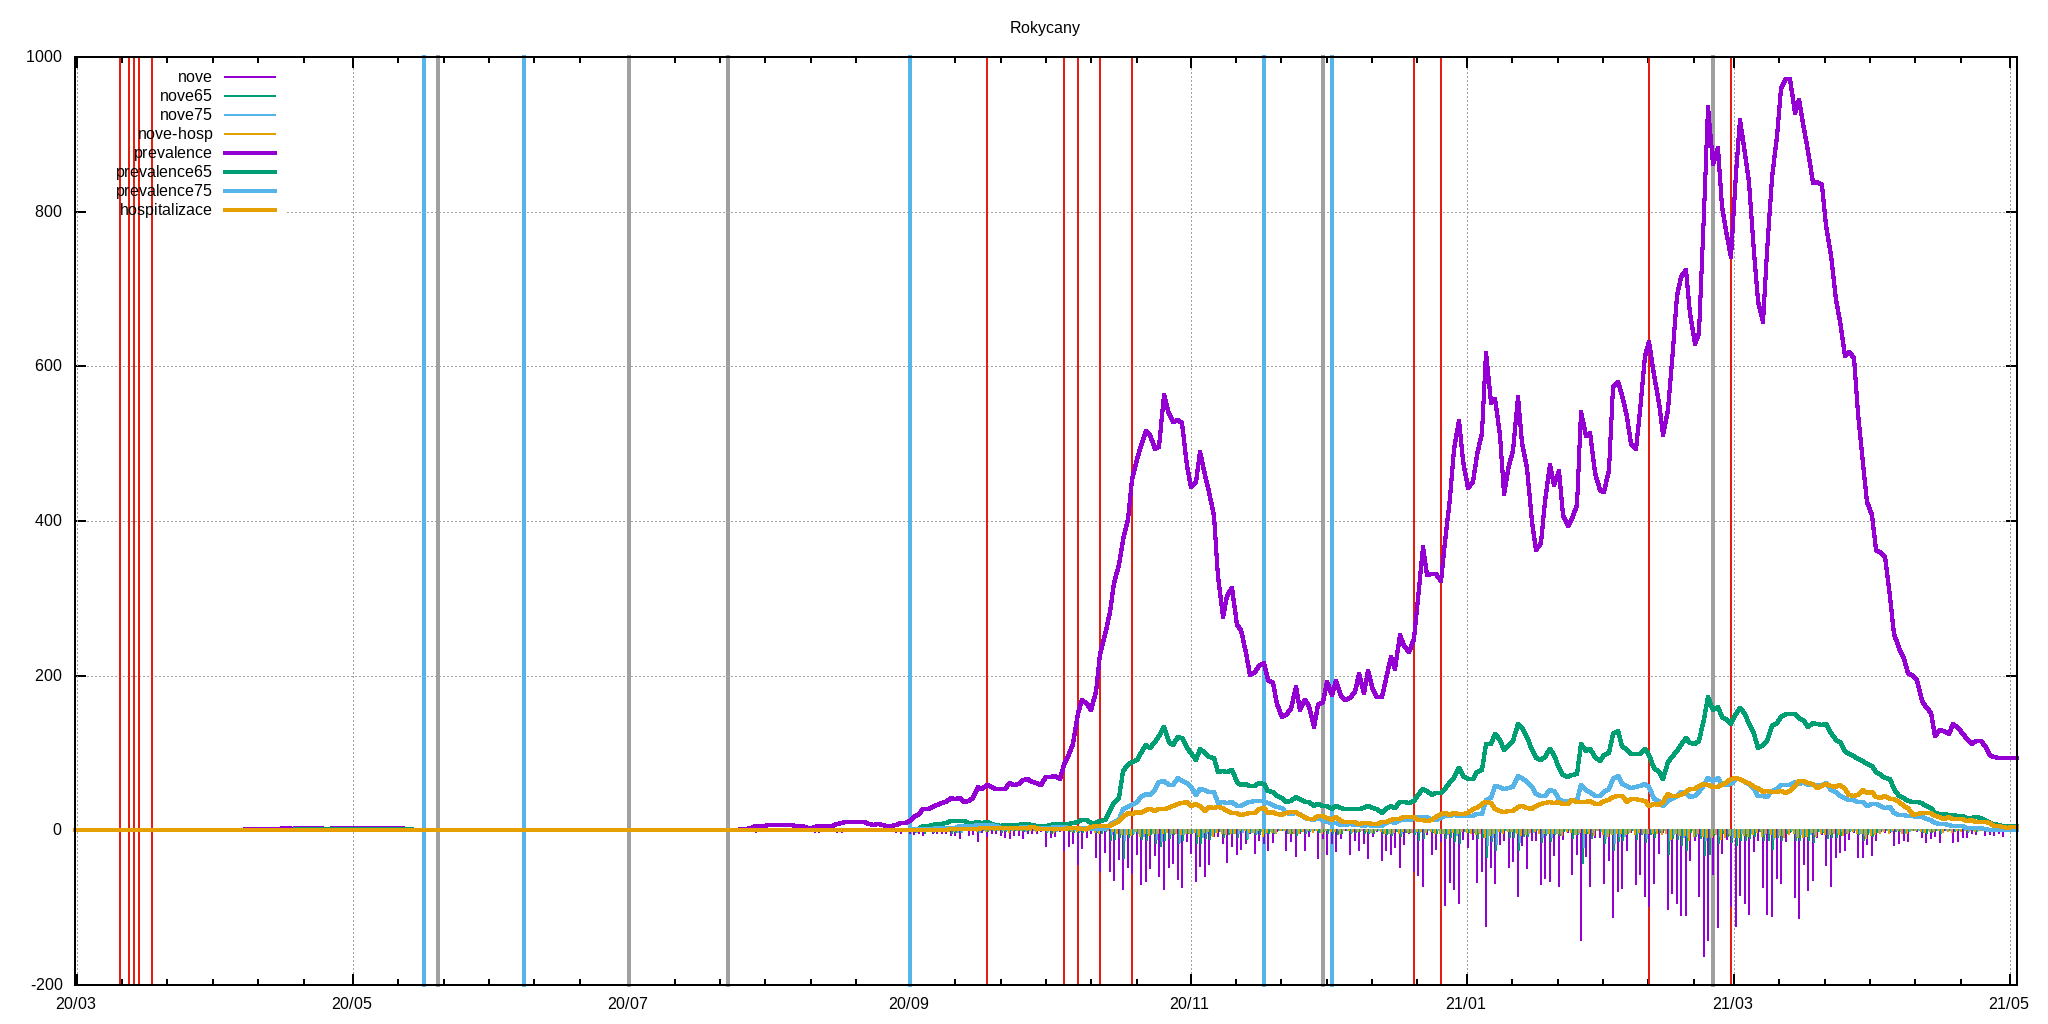 Rokycany
1000
800
600
400
200
0
-200
nove
nove65
nove75
nove-hosp
prevalence
prevalence65
prevalence75
hospitalizace
20/03
20/05
20/07
20/09
20/11
21/01
21/03
21/05